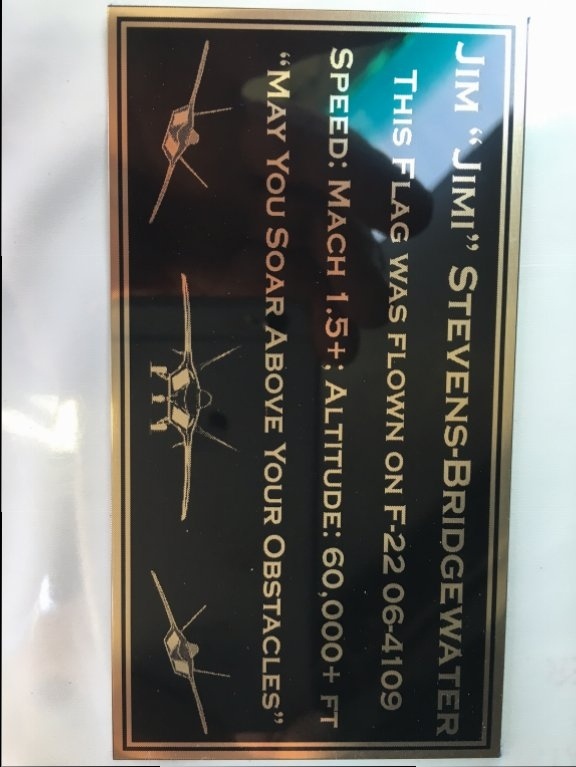 Jim "Jimi" Stevens-Bridgewater
This Flag was flown on F-22 06-4109
Speed: Mach 1.5+; Altitude: 60,000+ ft
"May You Soar Above Your Obstacles"